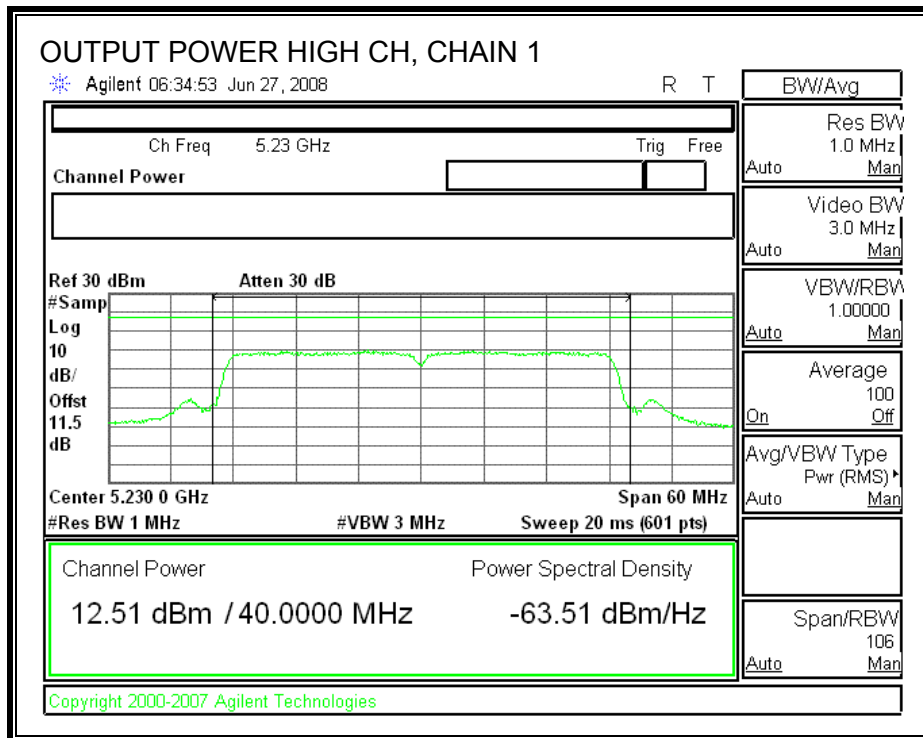 OUTPUT POWER HIGH CH, CHAIN 1
Agilent 06:34:53 Jun 27, 2008 R T
Ch Freq 5.23 GHz Trig Free
Channel Power
Ref 30 dBm Atten 30 dB
#Samp
Log
10
dB/
Offst
11.5
dB
Center 5.230 0 GHz Span 60 MHz
#Res BW 1 MHz #VBW 3 MHz Sweep 20 ms (601 pts)
Channel Power Power Spectral Density
12.51 dBm / 40.0000 MHz -63.51 dBm/Hz
Copyright 2000-2007 Agilent Technologies
BW/Avg
Res BW
1.0 MHz
Auto Man
Video BW
3.0 MHz
Auto Man
VBW/RBW
1.00000
Auto Man
Average
100
On Off
Avg/VBW Type
Pwr (RMS)
Auto Man
Span/RBW
106
Auto Man